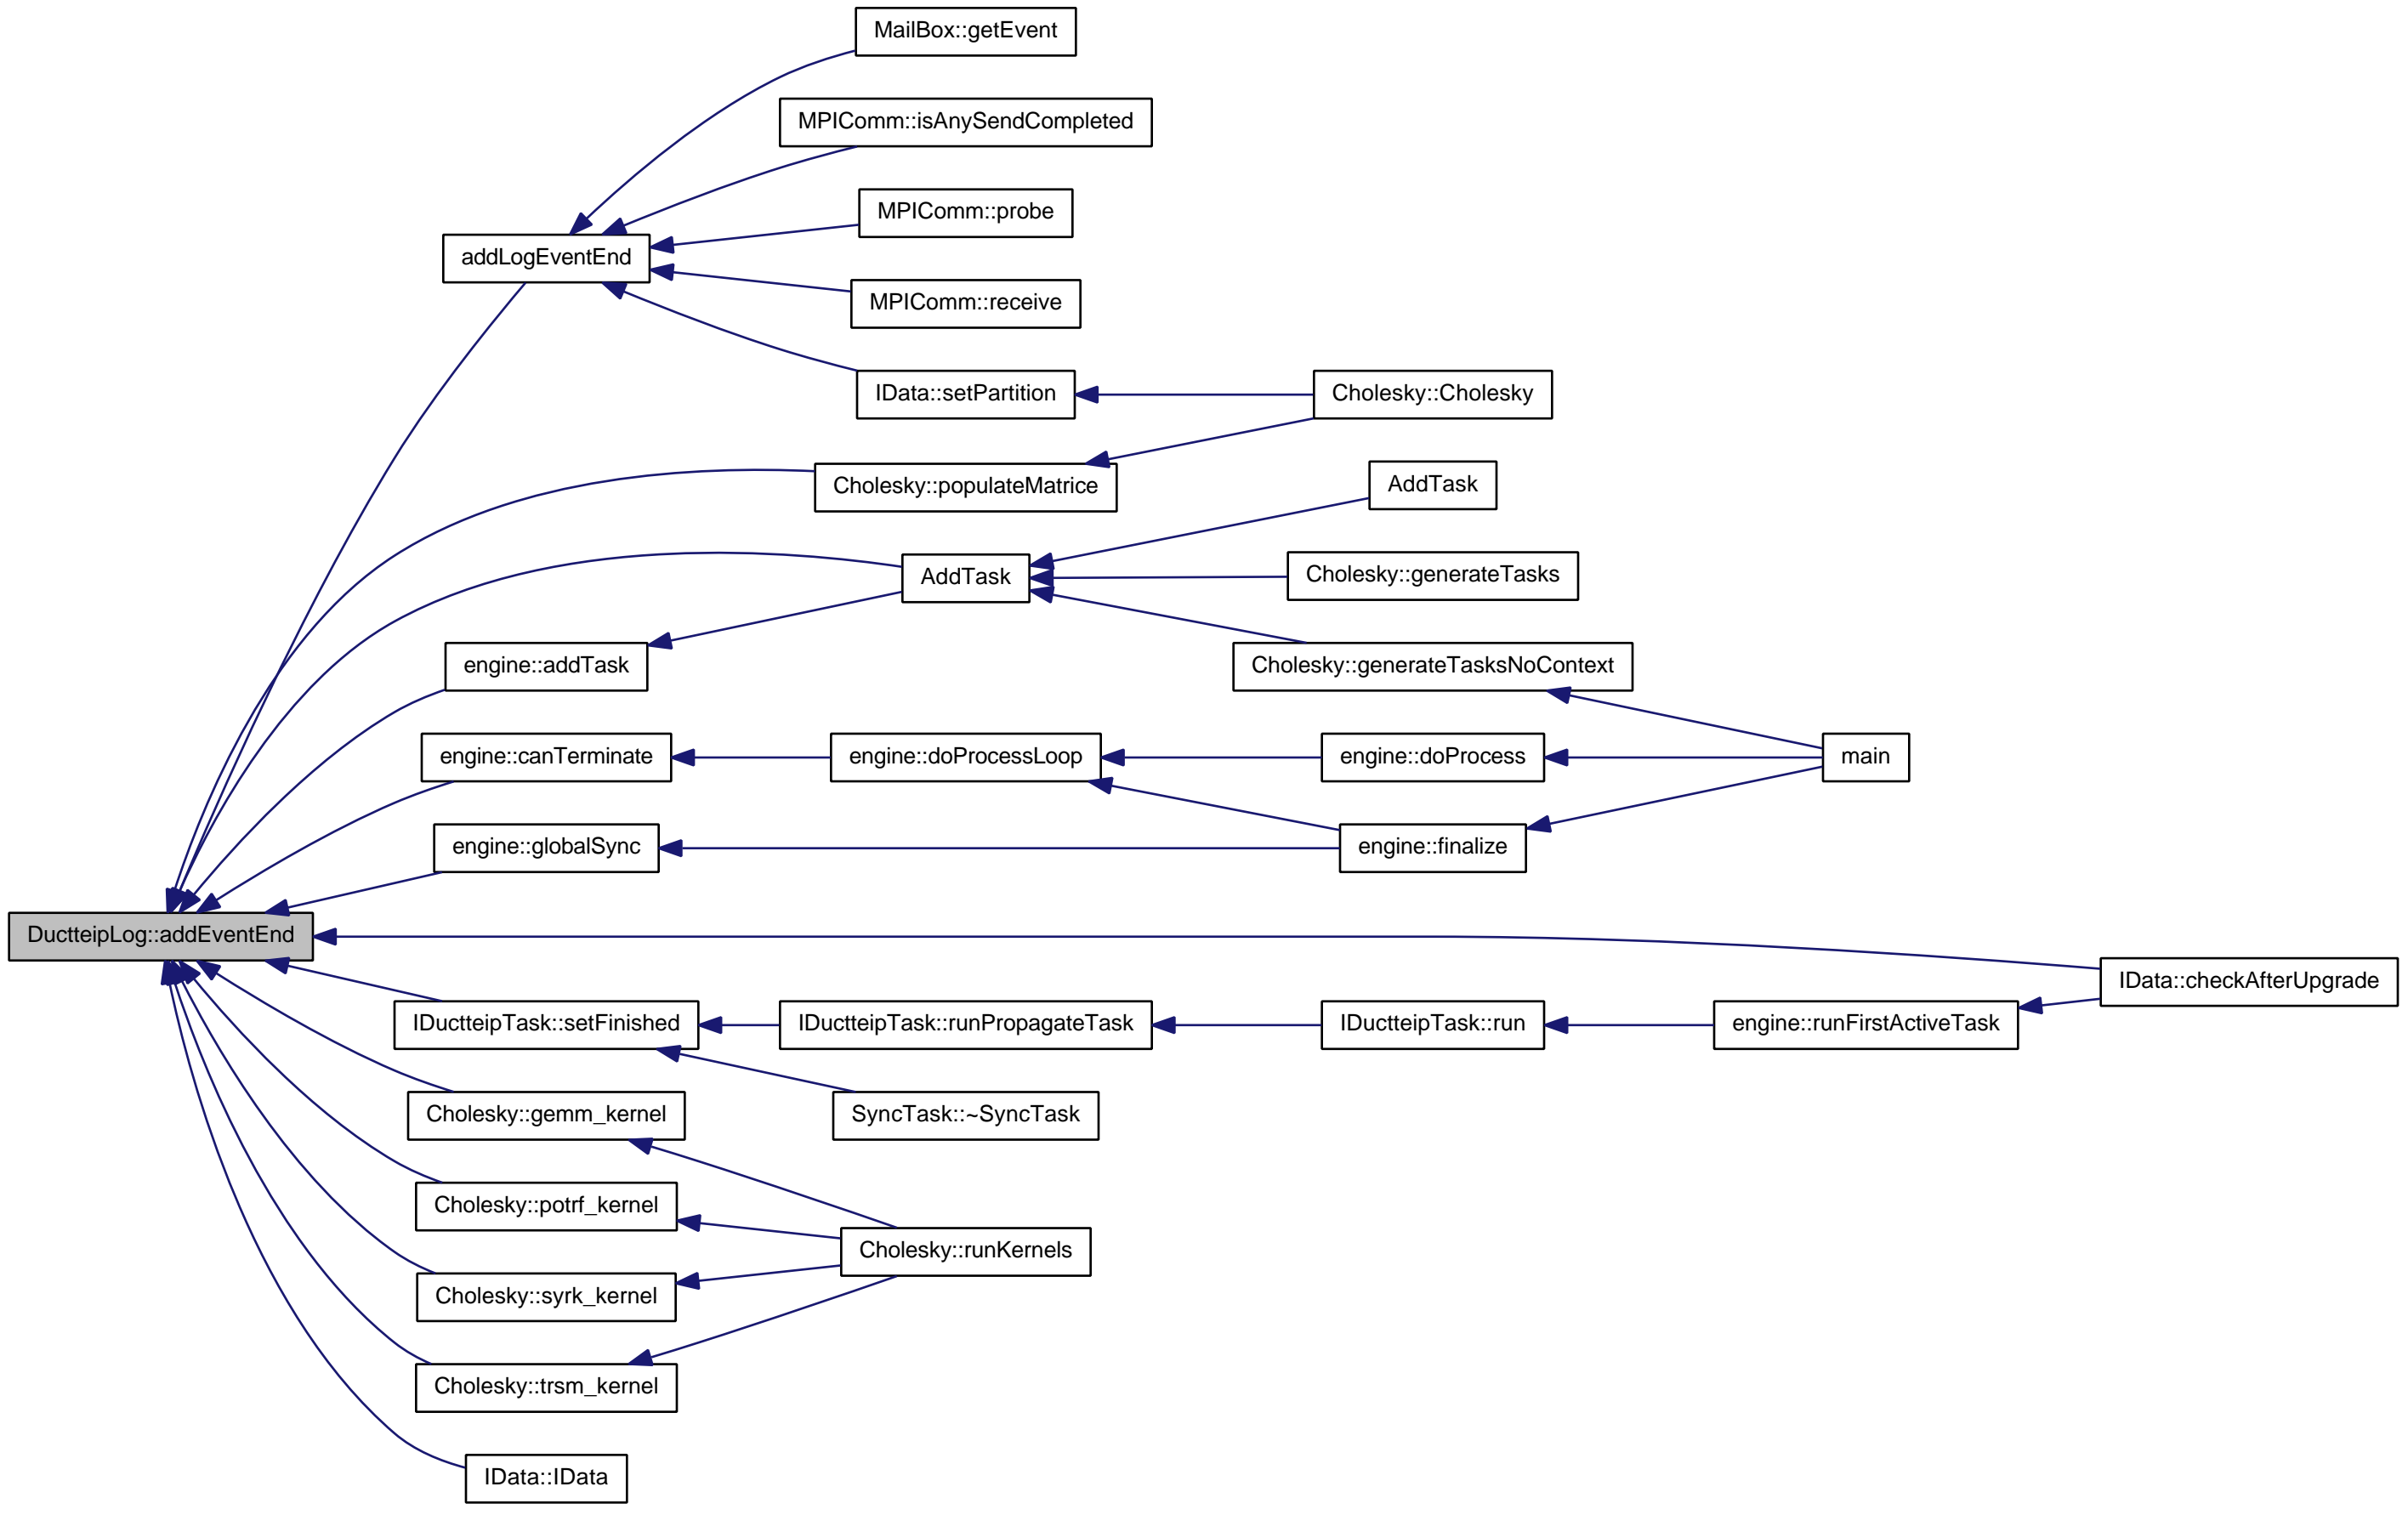 MailBox::getEvent
MPIComm::isAnySendCompleted
MPIComm::probe
addLogEventEnd
MPIComm::receive
IData::setPartition
Cholesky::Cholesky
Cholesky::populateMatrice
AddTask
AddTask
Cholesky::generateTasks
engine::addTask
Cholesky::generateTasksNoContext
engine::canTerminate
engine::doProcessLoop
engine::doProcess
main
engine::globalSync
engine::finalize
DuctteipLog::addEventEnd
IData::checkAfterUpgrade
IDuctteipTask::setFinished
IDuctteipTask::runPropagateTask
IDuctteipTask::run
engine::runFirstActiveTask
Cholesky::gemm_kernel
SyncTask::~SyncTask
Cholesky::potrf_kernel
Cholesky::runKernels
Cholesky::syrk_kernel
Cholesky::trsm_kernel
IData::IData